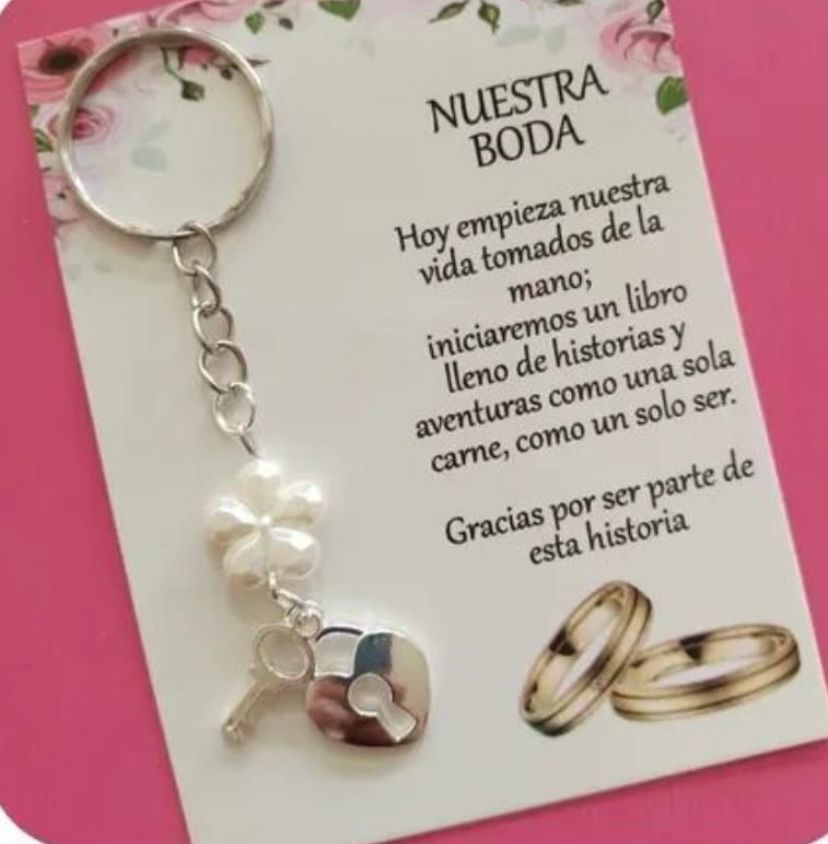 NUESTRA
BODA
Hoy empieza nuestra
vida tomados de la
mano;
iniciaremos un libro
lleno de historias y
aventuras como una sola
carne, como un solo ser.
Gracias por ser parte de
esta historia